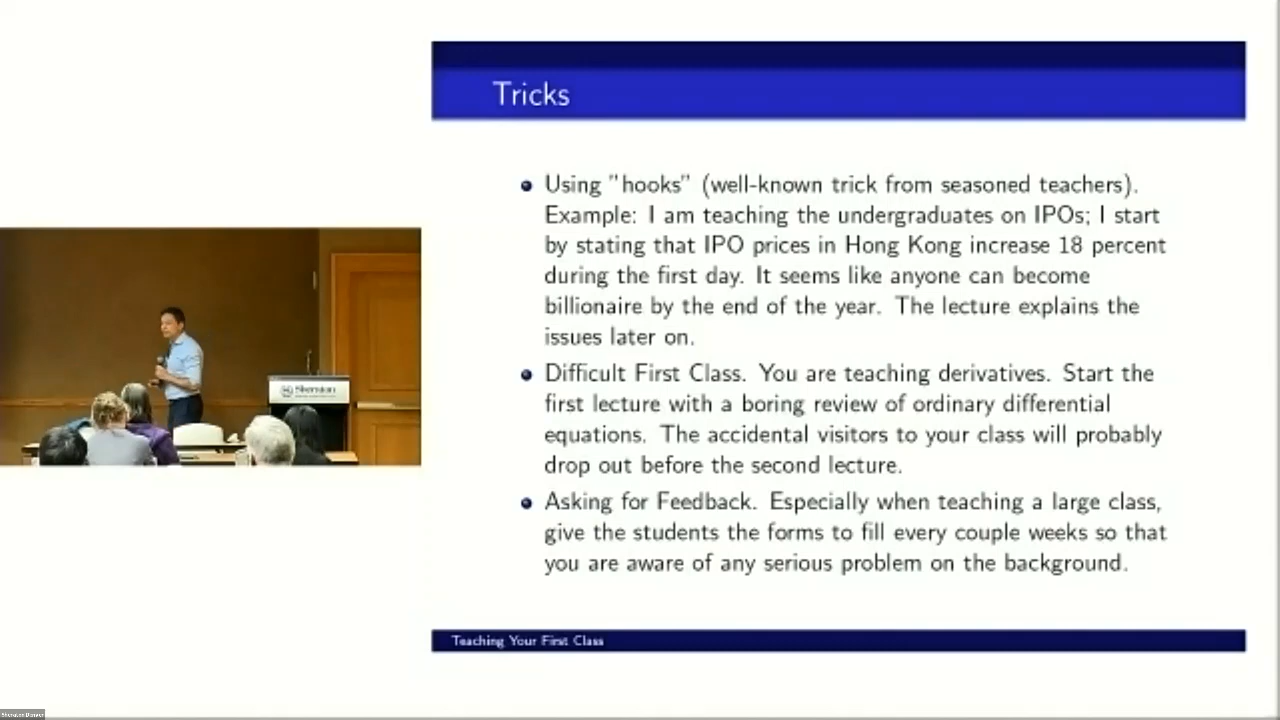 Tricks
Using "hooks" (well-known trick from seasoned teachers).
Example: I am teaching the undergraduates on IPOs; I start
by stating that IPO prices in Hong Kong increase 18 percent
during the first day. It seems like anyone can become
billionaire by the end of the year. The lecture explains the
issues later on.
Difficult First Class. You are teaching derivatives. Start the
first lecture with a boring review of ordinary differential
equations. The accidental visitors to your class will probably
drop out before the second lecture.
Asking for Feedback. Especially when teaching a large class,
give the students the forms to fill every couple weeks so that
you are aware of any serious problem on the background.
Teaching Your First Class
Sheraton
Sheraton Denver